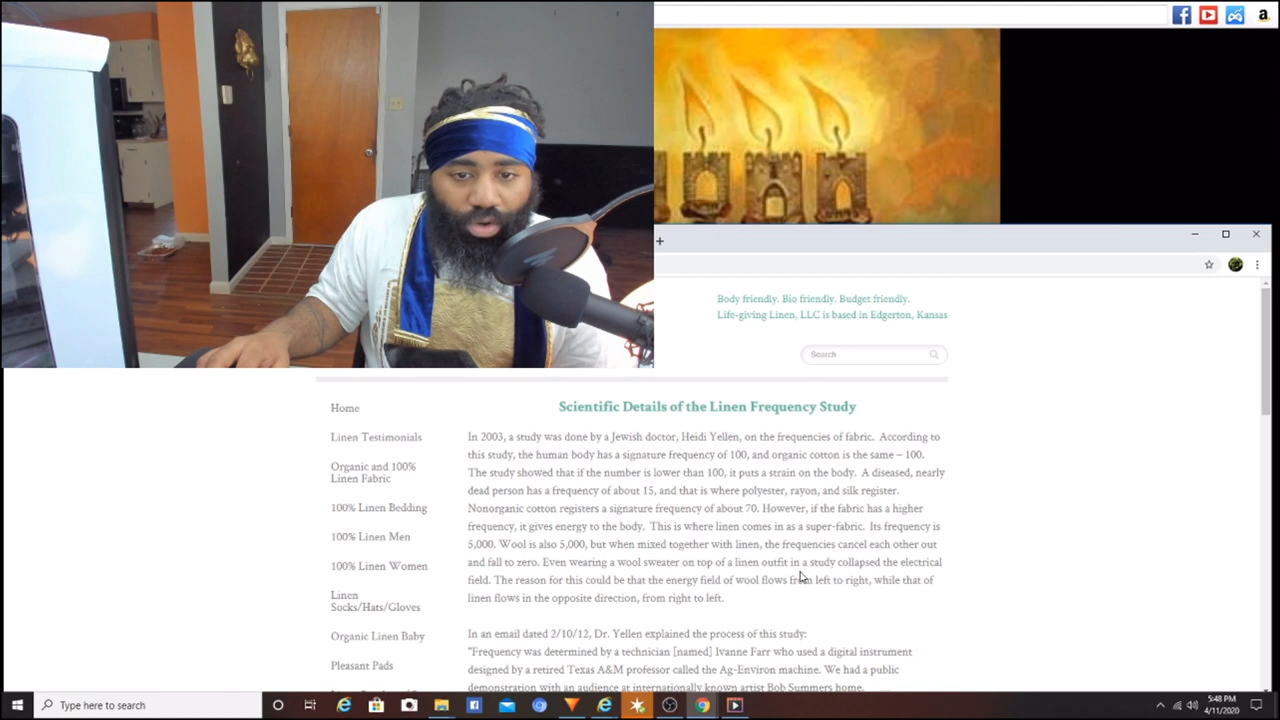 Body friendly. Bio friendly. Budget friendly.
Life-giving Linen, LLC is based in Edgerton, Kansas
Search
Home
Linen Testimonials
Organic and 100%
Linen Fabric
100% Linen Bedding
100% Linen Men
100% Linen Women
Linen
Socks/Hats/Gloves
Organic Linen Baby
Pleasant Pads
Scientific Details of the Linen Frequency Study
In 2003, a study was done by a Jewish doctor, Heidi Yellen, on the frequencies of fabric. According to
this study, the human body has a signature frequency of 100, and organic cotton is the same – 100.
The study showed that if the number is lower than 100, it puts a strain on the body. A diseased, nearly
dead person has a frequency of about 15, and that is where polyester, rayon, and silk register.
Nonorganic cotton registers a signature frequency of about 70. However, if the fabric has a higher
frequency, it gives energy to the body. This is where linen comes in as a super-fabric. Its frequency is
5,000. Wool is also 5,000, but when mixed together with linen, the frequencies cancel each other out
and fall to zero. Even wearing a wool sweater on top of a linen outfit in a study collapsed the electrical
field. The reason for this could be that the energy field of wool flows from left to right, while that of
linen flows in the opposite direction, from right to left.
In an email dated 2/10/12, Dr. Yellen explained the process of this study:
"Frequency was determined by a technician [named] Ivanne Farr who used a digital instrument
designed by a retired Texas A&M professor called the Ag-Environ machine. We had a public
demonstration with an audience at internationally known artist Bob Summers home.
Type here to search
5:48 PM
4/11/2020